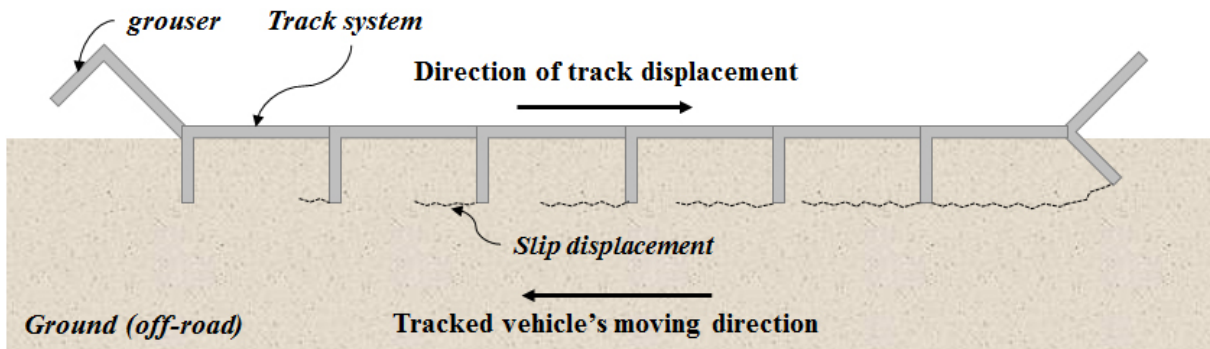 grouser
Track system
Direction of track displacement
Slip displacement
Ground (off-road)
Tracked vehicle's moving direction